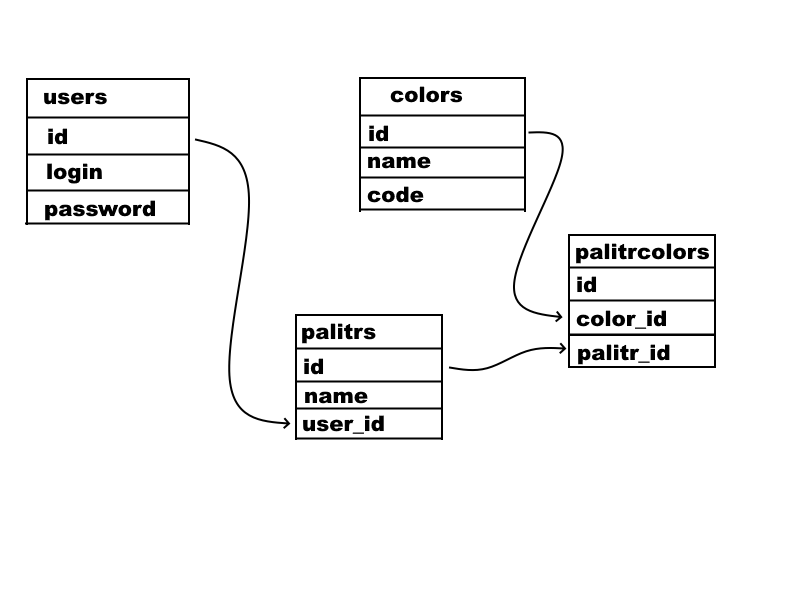 users
id
login
password
colors
id
name
code
palitrs
id
name
user_id
palitrcolors
id
color_id
palitr_id